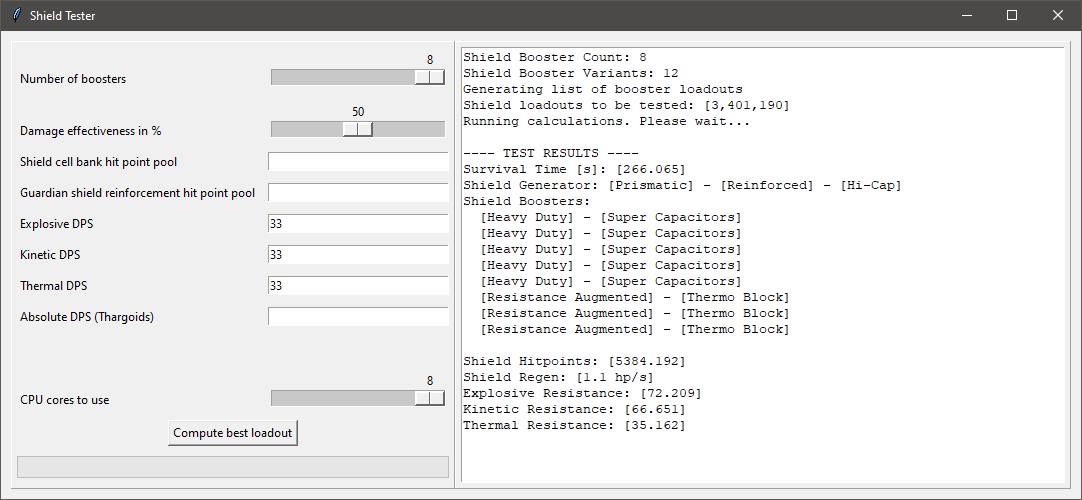 Shield Tester
8
Number of boosters
50
Damage effectiveness in %
Shield cell bank hit point pool
Guardian shield reinforcement hit point pool
Explosive DPS 33
Kinetic DPS 33
Thermal DPS 33
Absolute DPS (Thargoids)
8
CPU cores to use
Compute best loadout
Shield Booster Count: 8
Shield Booster Variants: 12
Generating list of booster loadouts
Shield loadouts to be tested: [3,401,190]
Running calculations. Please wait...
---- TEST RESULTS ----
Survival Time [s]: [266.065]
Shield Generator: [Prismatic] - [Reinforced] - [Hi-Cap]
Shield Boosters:
[Heavy Duty] - [Super Capacitors]
[Heavy Duty] - [Super Capacitors]
[Heavy Duty] - [Super Capacitors]
[Heavy Duty] - [Super Capacitors]
[Heavy Duty] - [Super Capacitors]
[Resistance Augmented] - [Thermo Block]
[Resistance Augmented] - [Thermo Block]
[Resistance Augmented] - [Thermo Block]
Shield Hitpoints: [5384.192]
Shield Regen: [1.1 hp/s]
Explosive Resistance: [72.209]
Kinetic Resistance: [66.651]
Thermal Resistance: [35.162]